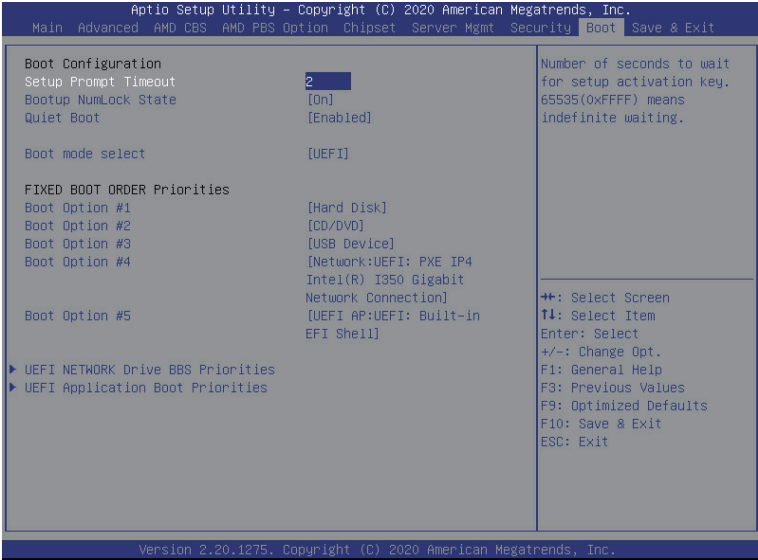 Aptio Setup Utility – Copyright (C) 2020 American Megatrends, Inc.
Main Advanced AMD CBS AMD PBS Option Chipset Server Mgmt Security Boot Save & Exit
Boot Configuration
Setup Prompt Timeout 2
Bootup NumLock State [On]
Quiet Boot [Enabled]
Boot mode select [UEFI]
FIXED BOOT ORDER Priorities
Boot Option #1 [Hard Disk]
Boot Option #2 [CD/DVD]
Boot Option #3 [USB Device]
Boot Option #4 [Network:UEFI: PXE IP4
Intel(R) I350 Gigabit
Network Connection]
Boot Option #5 [UEFI AP:UEFI: Built-in
EFI Shell]
UEFI NETWORK Drive BBS Priorities
UEFI Application Boot Priorities
Number of seconds to wait
for setup activation key.
65535(0xFFFF) means
indefinite waiting.
→←: Select Screen
↑↓: Select Item
Enter: Select
+/-: Change Opt.
F1: General Help
F3: Previous Values
F9: Optimized Defaults
F10: Save & Exit
ESC: Exit
Version 2.20.1275. Copyright (C) 2020 American Megatrends, Inc.